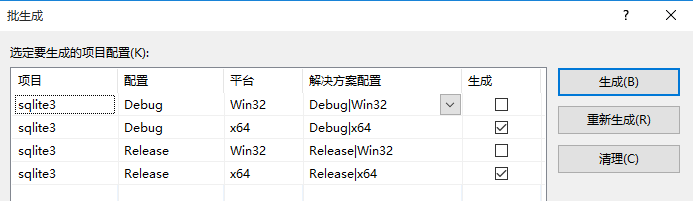 批生成
? ×
选定要生成的项目配置(K):
项目 配置 平台 解决方案配置 生成
sqlite3 Debug Win32 Debug|Win32
sqlite3 Debug x64 Debug|x64
sqlite3 Release Win32 Release|Win32
sqlite3 Release x64 Release|x64
生成(B)
重新生成(R)
清理(C)